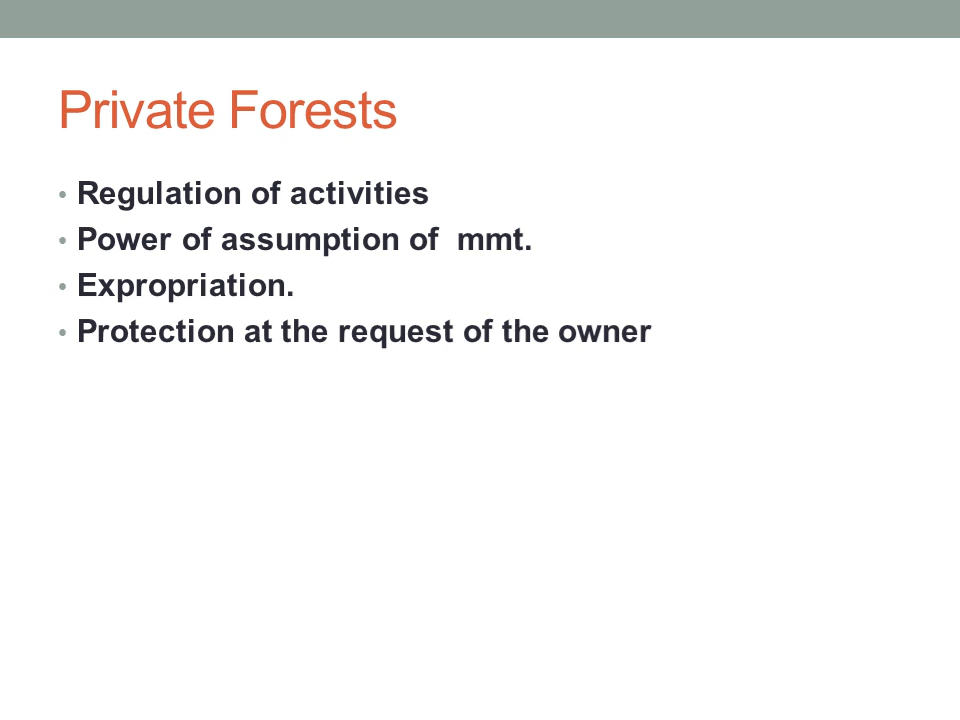 Private Forests
• Regulation of activities
• Power of assumption of  mmt.
• Expropriation.
• Protection at the request of the owner